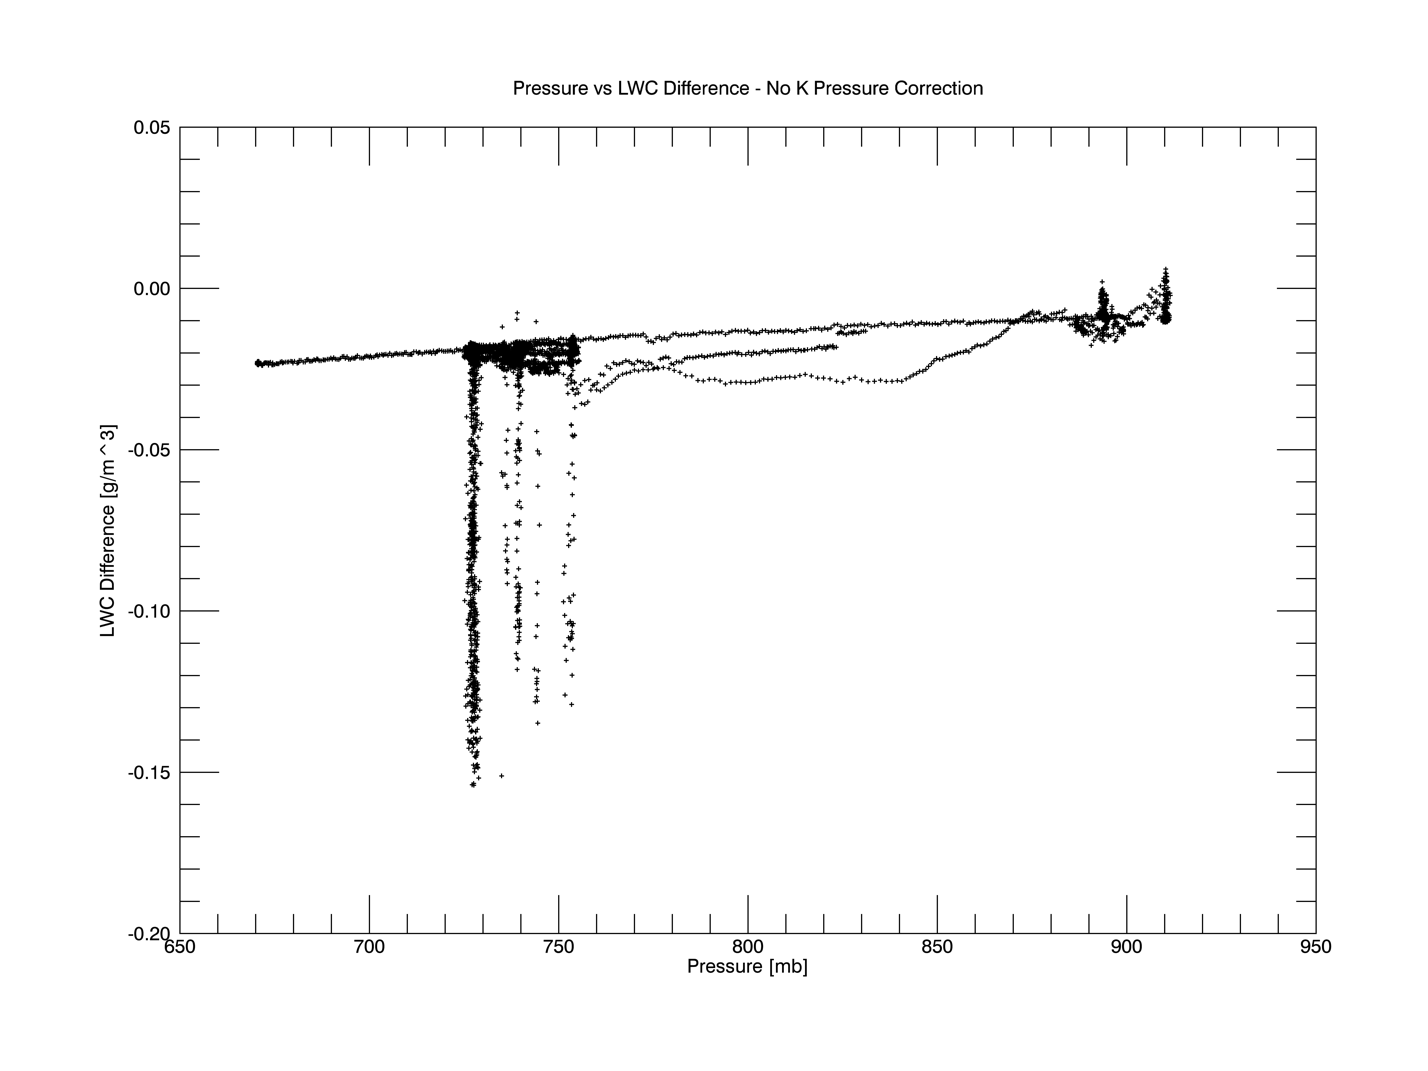 Pressure vs LWC Difference - No K Pressure Correction
0.05
0.00
-0.05
-0.10
-0.15
-0.20
LWC Difference [g/m^3]
650 700 750 800 850 900 950
Pressure [mb]